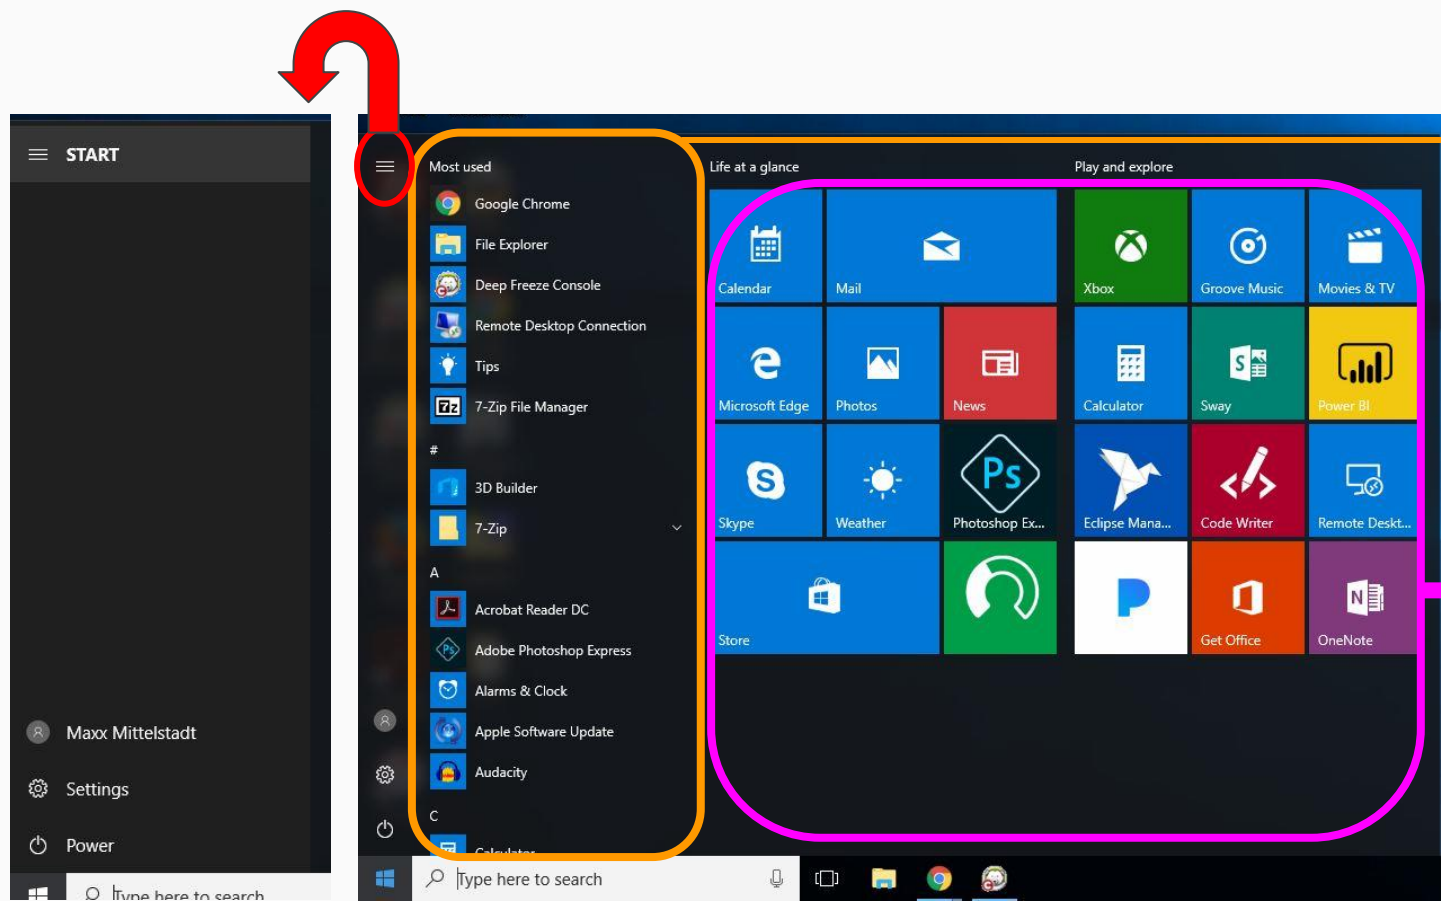 START
Maxx Mittelstadt
Settings
Power
Type here to search
Most used
Google Chrome
File Explorer
Deep Freeze Console
Remote Desktop Connection
Tips
7z
7-Zip File Manager
#
3D Builder
7-Zip
A
Acrobat Reader DC
Ps
Adobe Photoshop Express
Alarms & Clock
Apple Software Update
Audacity
C
Calculator
Life at a glance
Calendar
Mail
Microsoft Edge
Photos
News
S
Skype
Weather
Ps
Photoshop Ex...
Store
Play and explore
Xbox
Groove Music
Movies & TV
Calculator
S
Sway
Power BI
Eclipse Mana...
Code Writer
Remote Deskt...
P
Get Office
N
OneNote
Type here to search